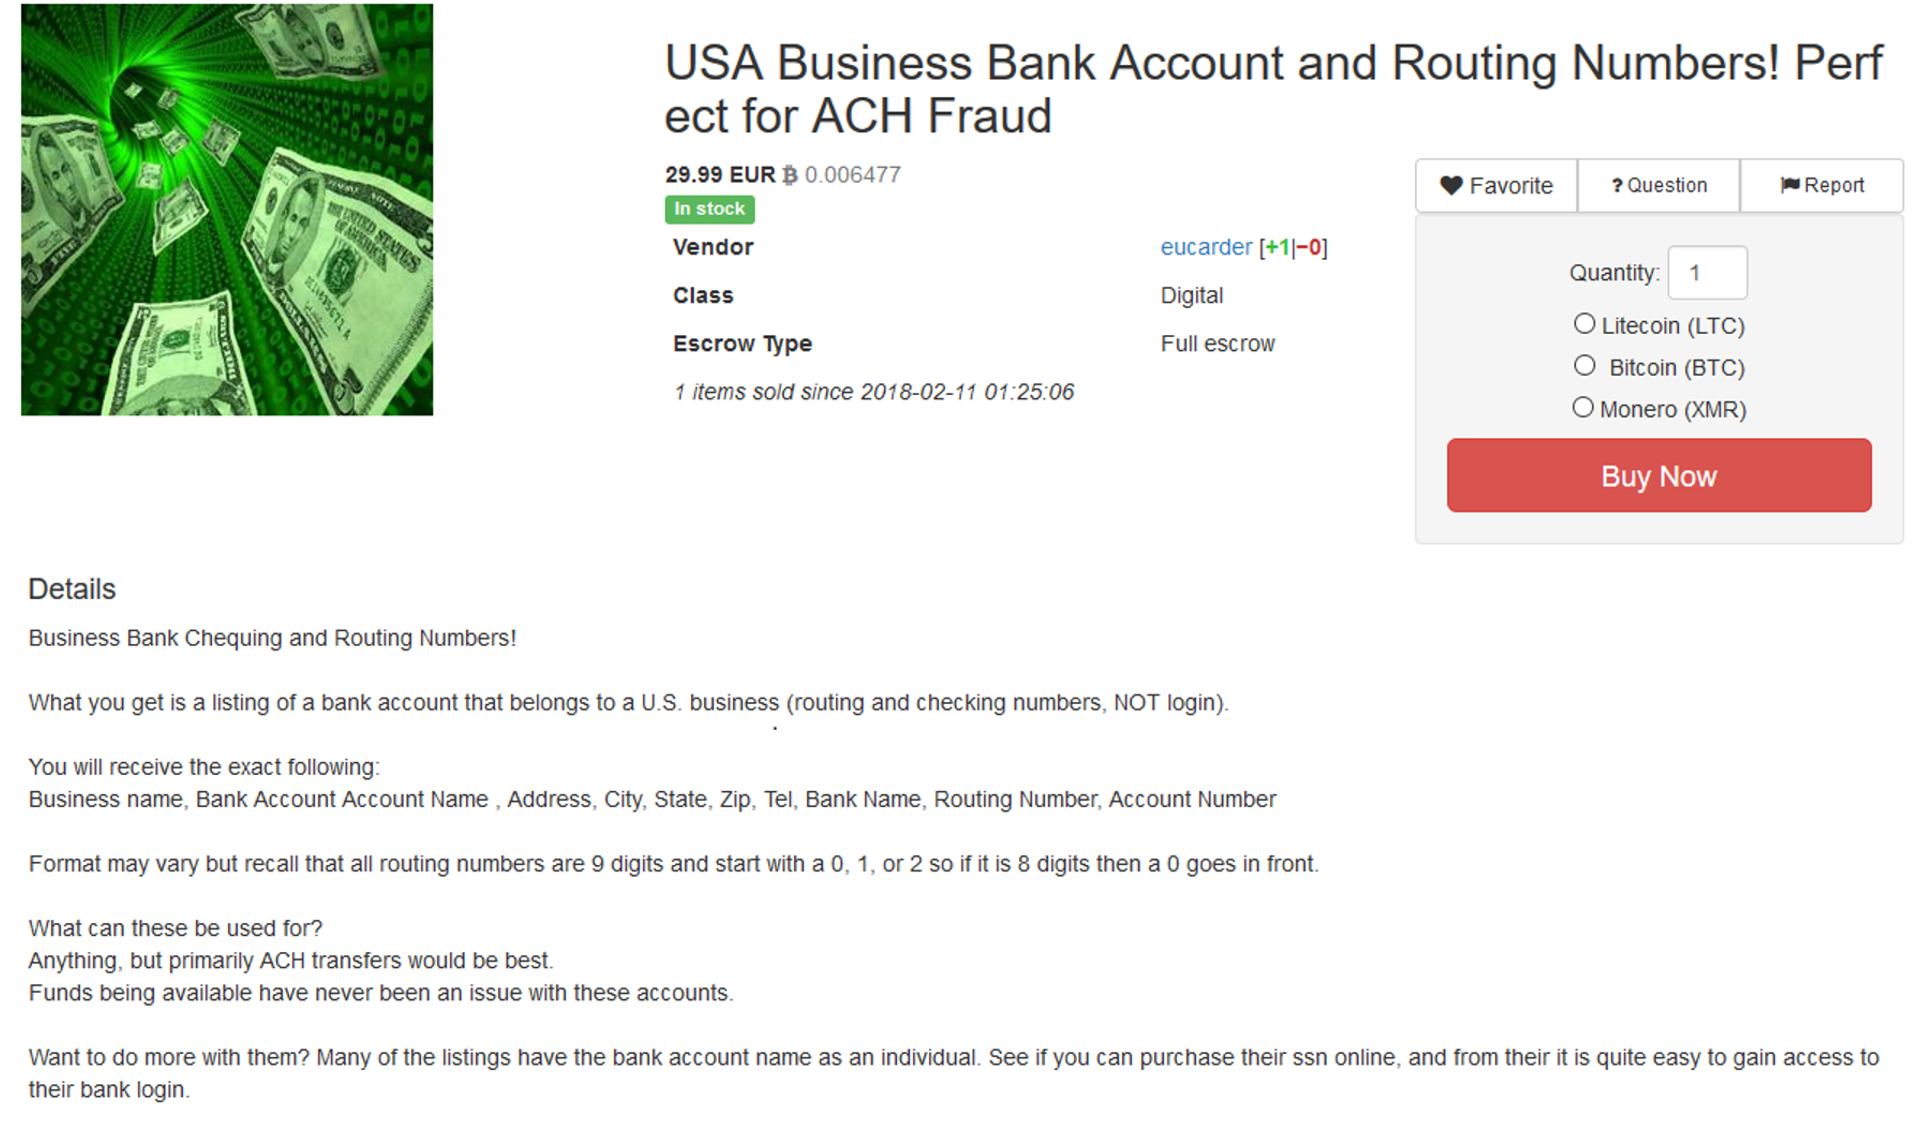 USA Business Bank Account and Routing Numbers! Perf
ect for ACH Fraud
29.99 EUR ₿ 0.006477
In stock
Vendor eucarder [+1|−0]
Class Digital
Escrow Type Full escrow
1 items sold since 2018-02-11 01:25:06
Favorite ? Question Report
Quantity: 1
Litecoin (LTC)
Bitcoin (BTC)
Monero (XMR)
Buy Now
Details
Business Bank Chequing and Routing Numbers!
What you get is a listing of a bank account that belongs to a U.S. business (routing and checking numbers, NOT login).
.
You will receive the exact following:
Business name, Bank Account Account Name , Address, City, State, Zip, Tel, Bank Name, Routing Number, Account Number
Format may vary but recall that all routing numbers are 9 digits and start with a 0, 1, or 2 so if it is 8 digits then a 0 goes in front.
What can these be used for?
Anything, but primarily ACH transfers would be best.
Funds being available have never been an issue with these accounts.
Want to do more with them? Many of the listings have the bank account name as an individual. See if you can purchase their ssn online, and from their it is quite easy to gain access to
their bank login.